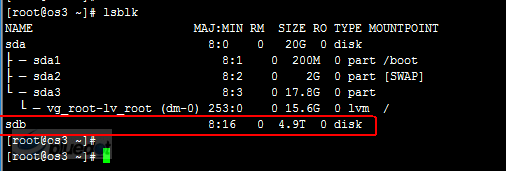 [root@os3 ~]# lsblk
NAME MAJ:MIN RM SIZE RO TYPE MOUNTPOINT
sda 8:0 0 20G 0 disk
├─sda1 8:1 0 200M 0 part /boot
├─sda2 8:2 0 2G 0 part [SWAP]
├─sda3 8:3 0 17.8G 0 part
└─vg_root-lv_root (dm-0) 253:0 0 15.6G 0 lvm /
sdb 8:16 0 4.9T 0 disk
[root@os3 ~]#
[root@os3 ~]#